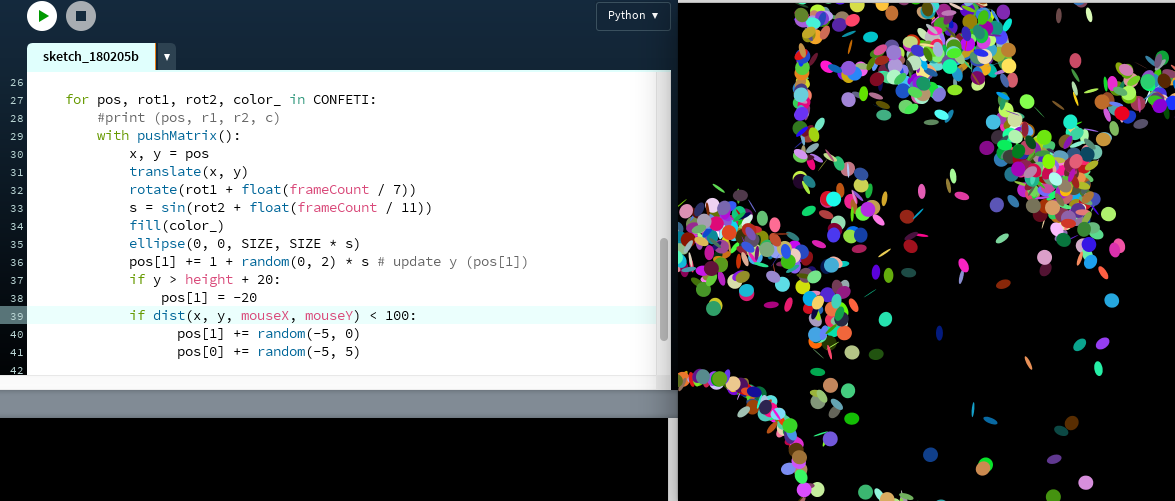 Python ▼
sketch_180205b ▼
26
27 for pos, rot1, rot2, color_ in CONFETI:
28 #print (pos, r1, r2, c)
29 with pushMatrix():
30 x, y = pos
31 translate(x, y)
32 rotate(rot1 + float(frameCount / 7))
33 s = sin(rot2 + float(frameCount / 11))
34 fill(color_)
35 ellipse(0, 0, SIZE, SIZE * s)
36 pos[1] += 1 + random(0, 2) * s # update y (pos[1])
37 if y > height + 20:
38 pos[1] = -20
39 if dist(x, y, mouseX, mouseY) < 100:
40 pos[1] += random(-5, 0)
41 pos[0] += random(-5, 5)
42